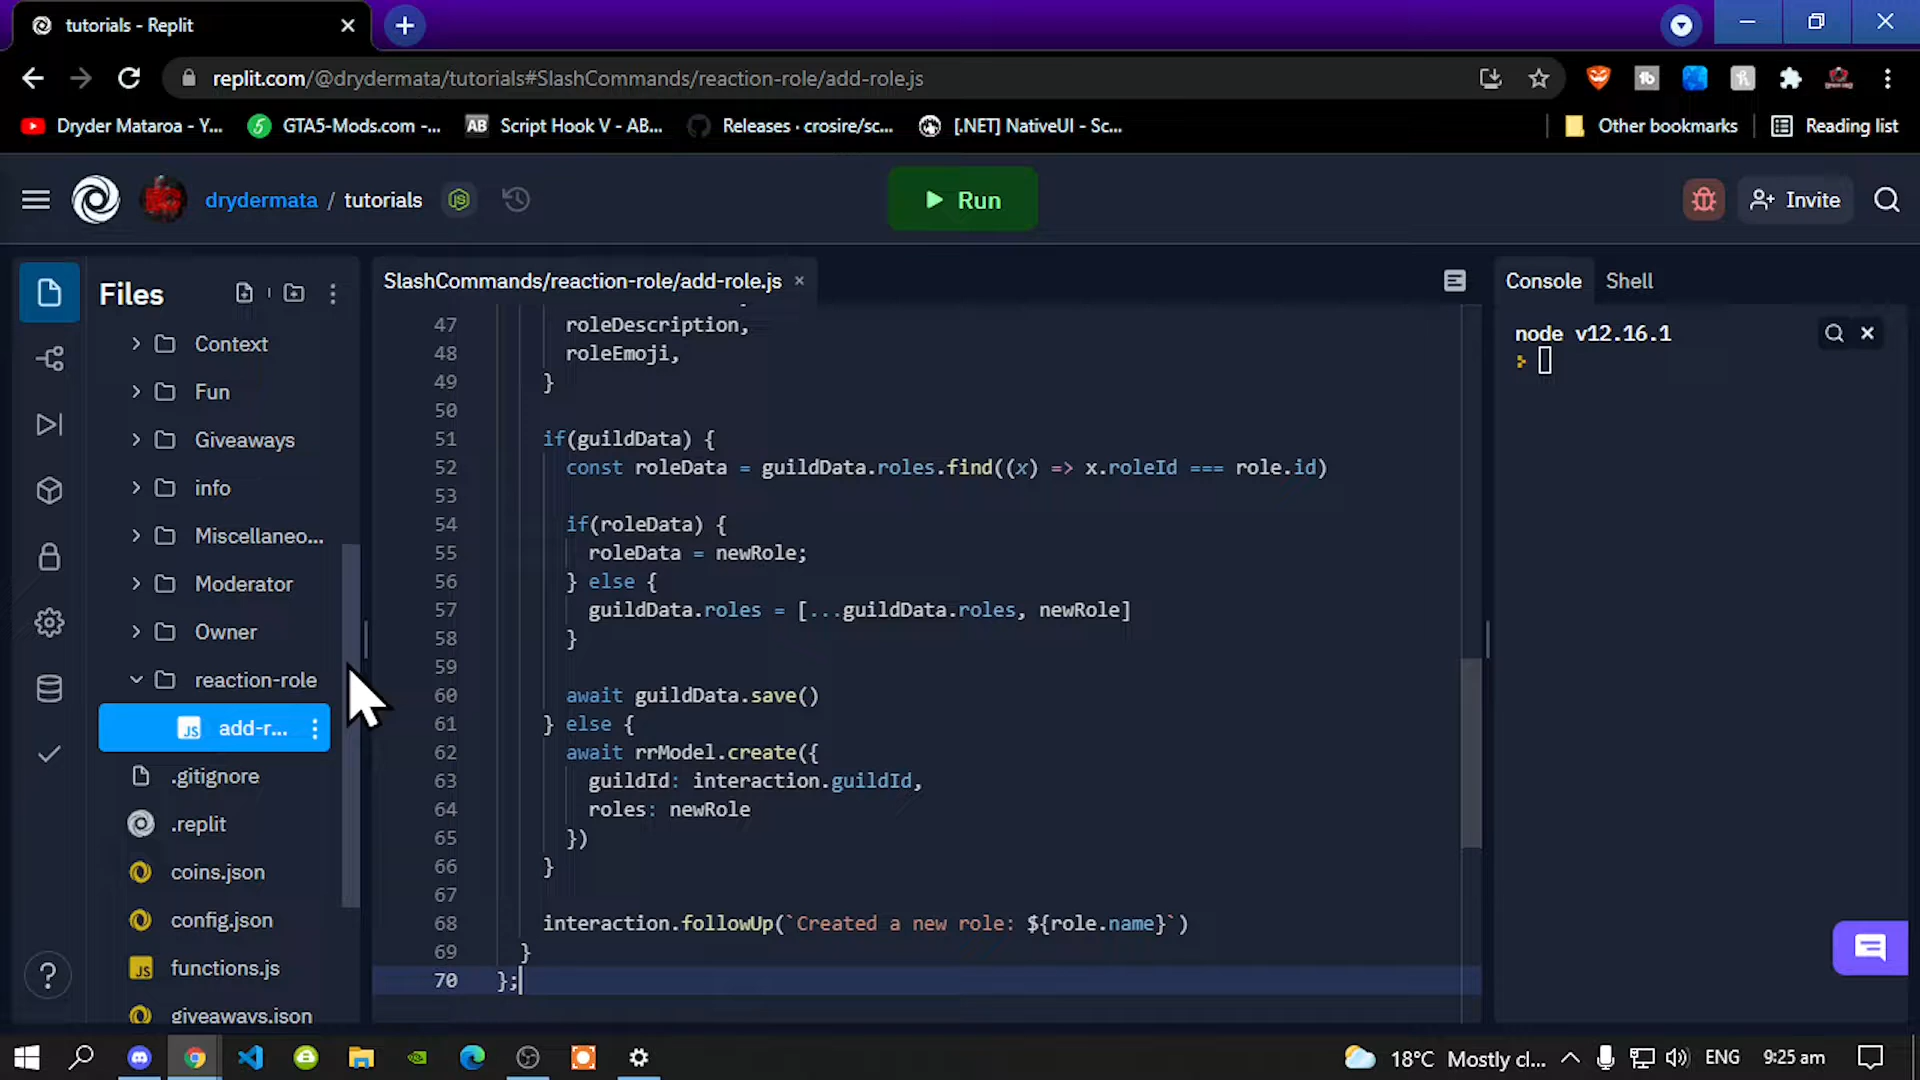 tutorials - Replit
replit.com/@drydermata/tutorials#SlashCommands/reaction-role/add-role.js
Dryder Mataroa - Y...
GTA5-Mods.com -...
AB
Script Hook V - AB...
Releases · crosire/sc...
[.NET] NativeUI - Sc...
Other bookmarks
Reading list
drydermata / tutorials
Run
Invite
Files
Context
Fun
Giveaways
info
Miscellaneo...
Moderator
Owner
reaction-role
JS add-r...
.gitignore
.replit
coins.json
config.json
JS functions.js
giveaways.json
SlashCommands/reaction-role/add-role.js
47 roleDescription,
48 roleEmoji,
49 }
50
51 if(guildData) {
52 const roleData = guildData.roles.find((x) => x.roleId === role.id)
53
54 if(roleData) {
55 roleData = newRole;
56 } else {
57 guildData.roles = [...guildData.roles, newRole]
58 }
59
60 await guildData.save()
61 } else {
62 await rrModel.create({
63 guildId: interaction.guildId,
64 roles: newRole
65 })
66 }
67
68 interaction.followUp(`Created a new role: ${role.name}`)
69 }
70 };
Console
Shell
node v12.16.1
18°C Mostly cl...
ENG
9:25 am